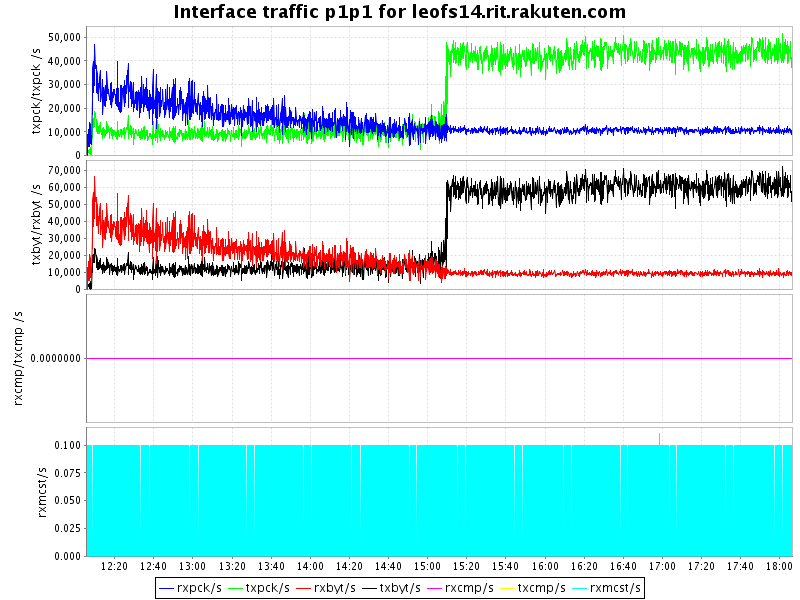 Interface traffic p1p1 for leofs14.rit.rakuten.com
txpck/txpck /s
50,000
40,000
30,000
20,000
10,000
0
txbyt/rxbyt /s
70,000
60,000
50,000
40,000
30,000
20,000
10,000
0
rxcmp/txcmp /s
0.0000000
rxmcst/s
0.100
0.075
0.050
0.025
0.000
12:20 12:40 13:00 13:20 13:40 14:00 14:20 14:40 15:00 15:20 15:40 16:00 16:20 16:40 17:00 17:20 17:40 18:00
rxpck/s txpck/s rxbyt/s txbyt/s rxcmp/s txcmp/s rxmcst/s